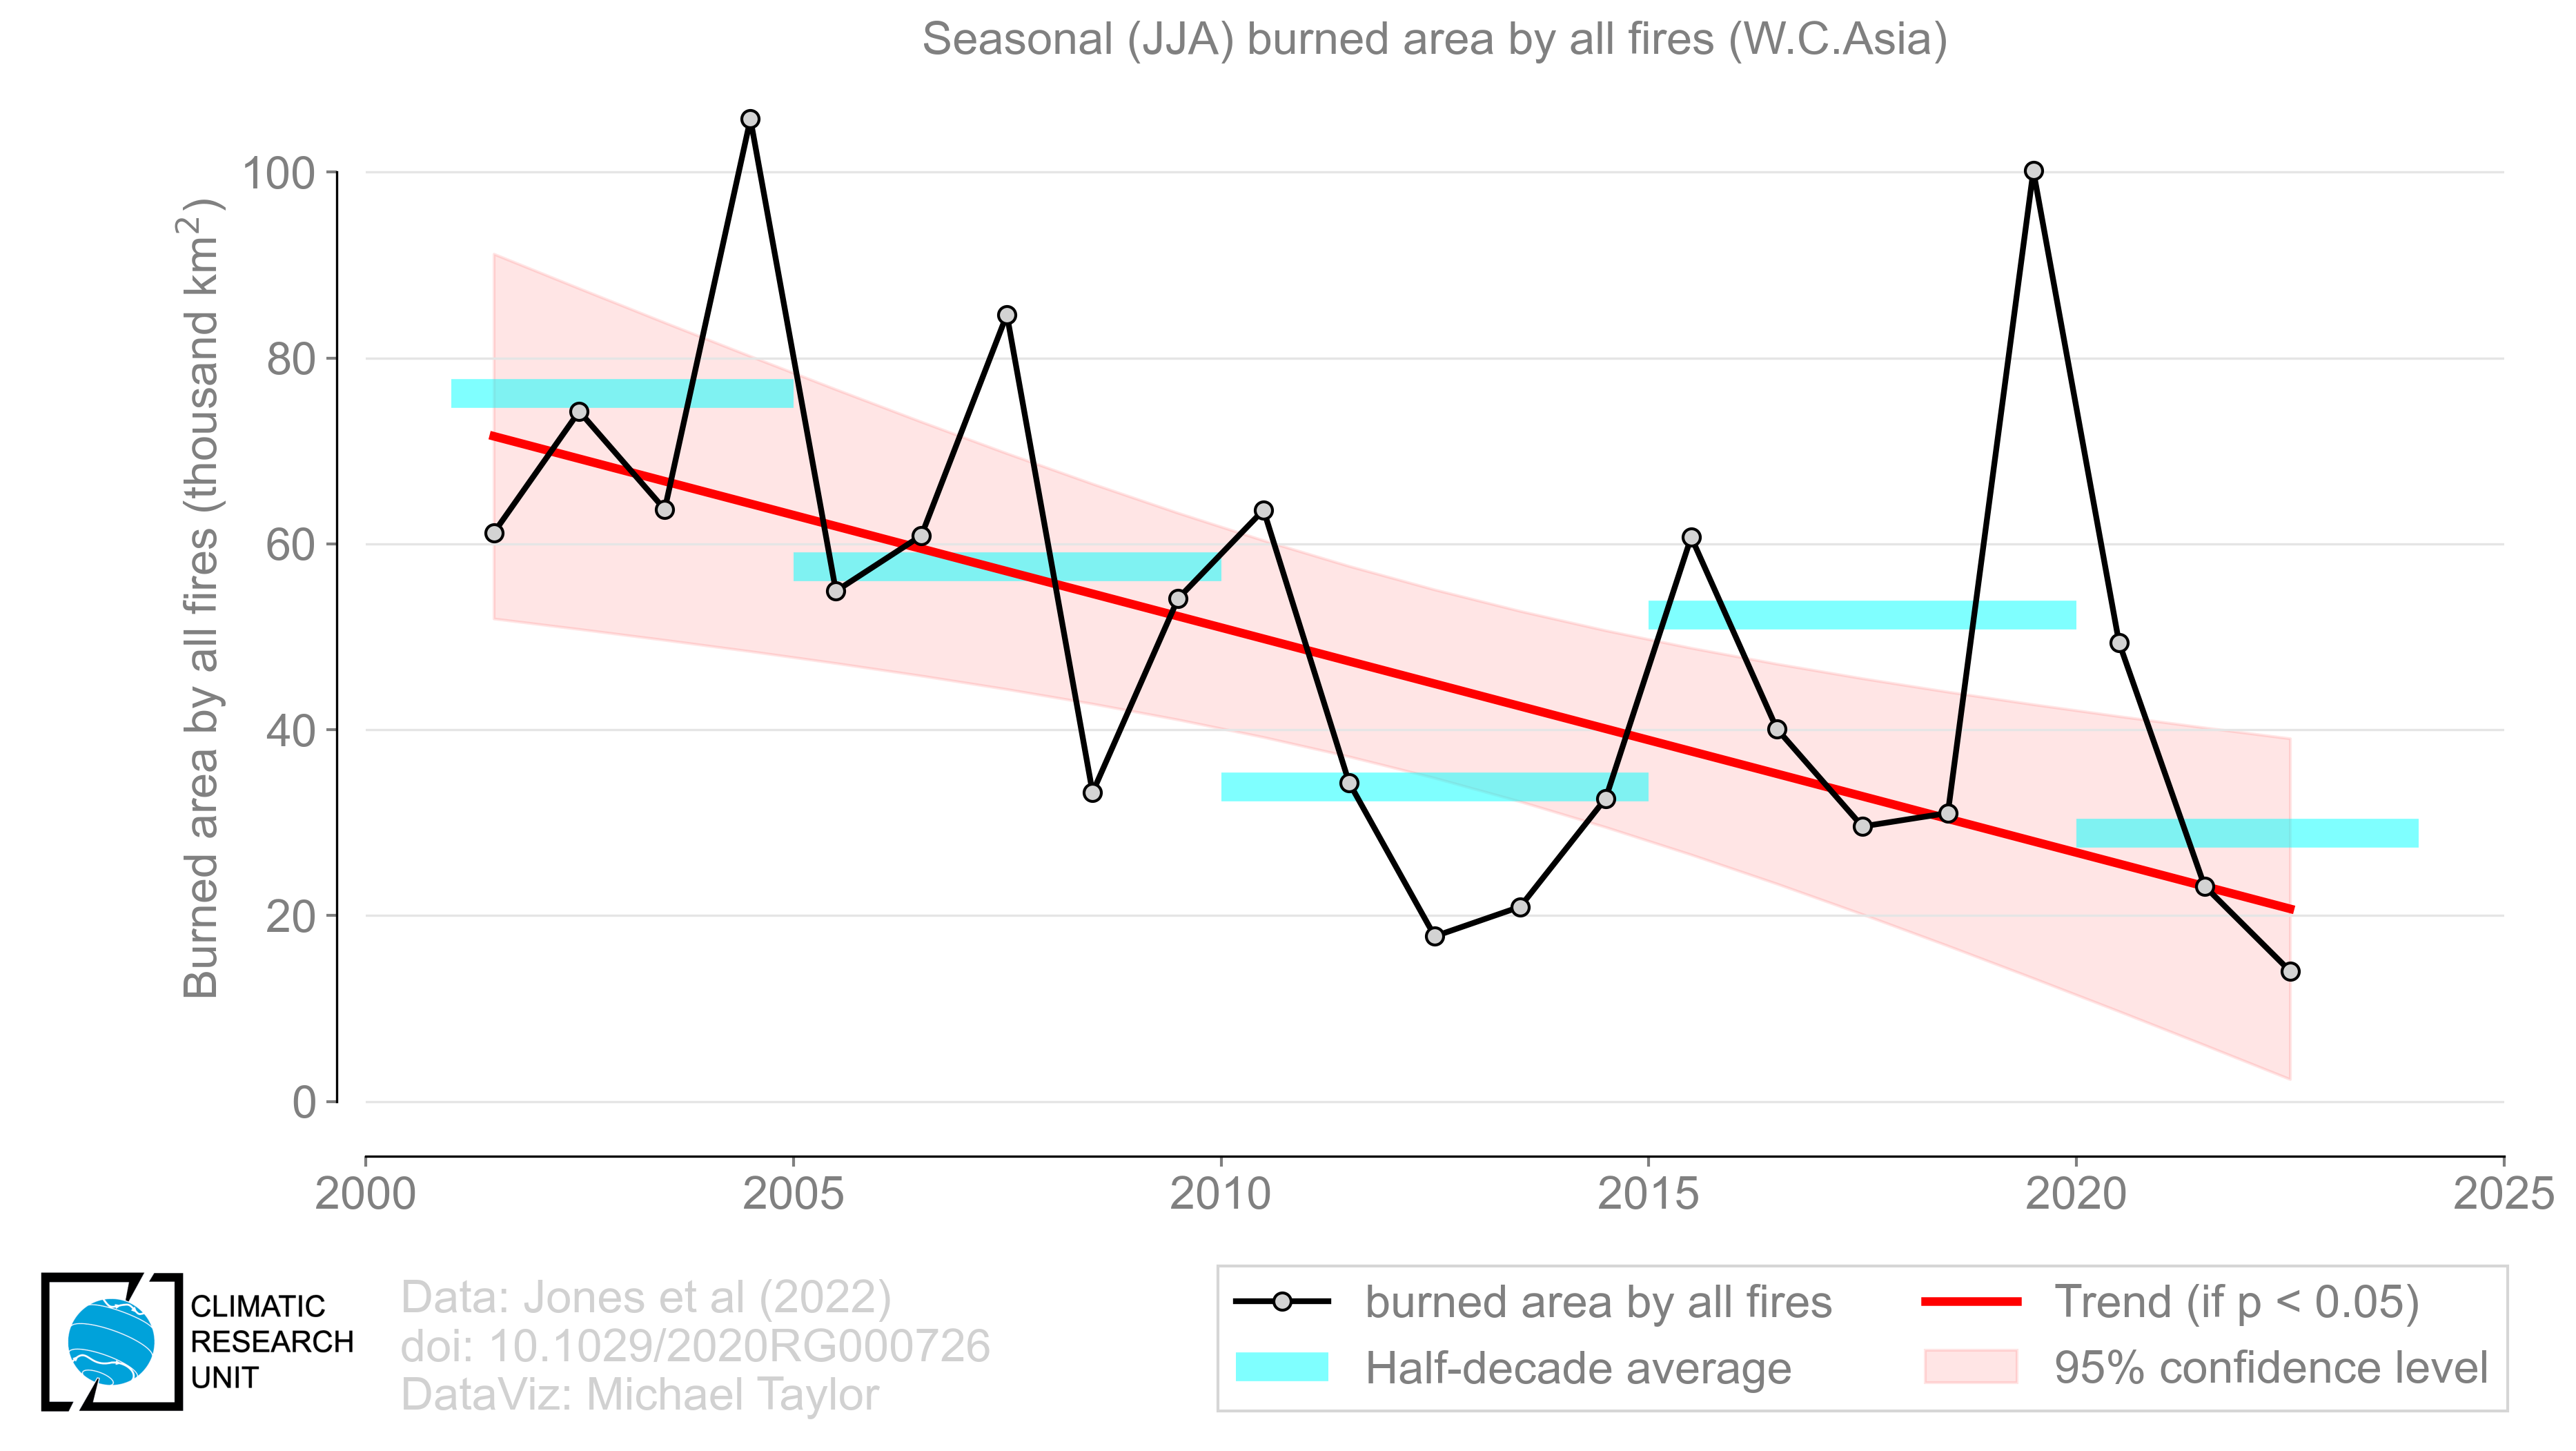 Seasonal (JJA) burned area by all fires (W.C.Asia)
Burned area by all fires (thousand km²)
100
80
60
40
20
0
2000 2005 2010 2015 2020 2025
CLIMATIC
RESEARCH
UNIT
Data: Jones et al (2022)
doi: 10.1029/2020RG000726
DataViz: Michael Taylor
burned area by all fires
Half-decade average
Trend (if p < 0.05)
95% confidence level